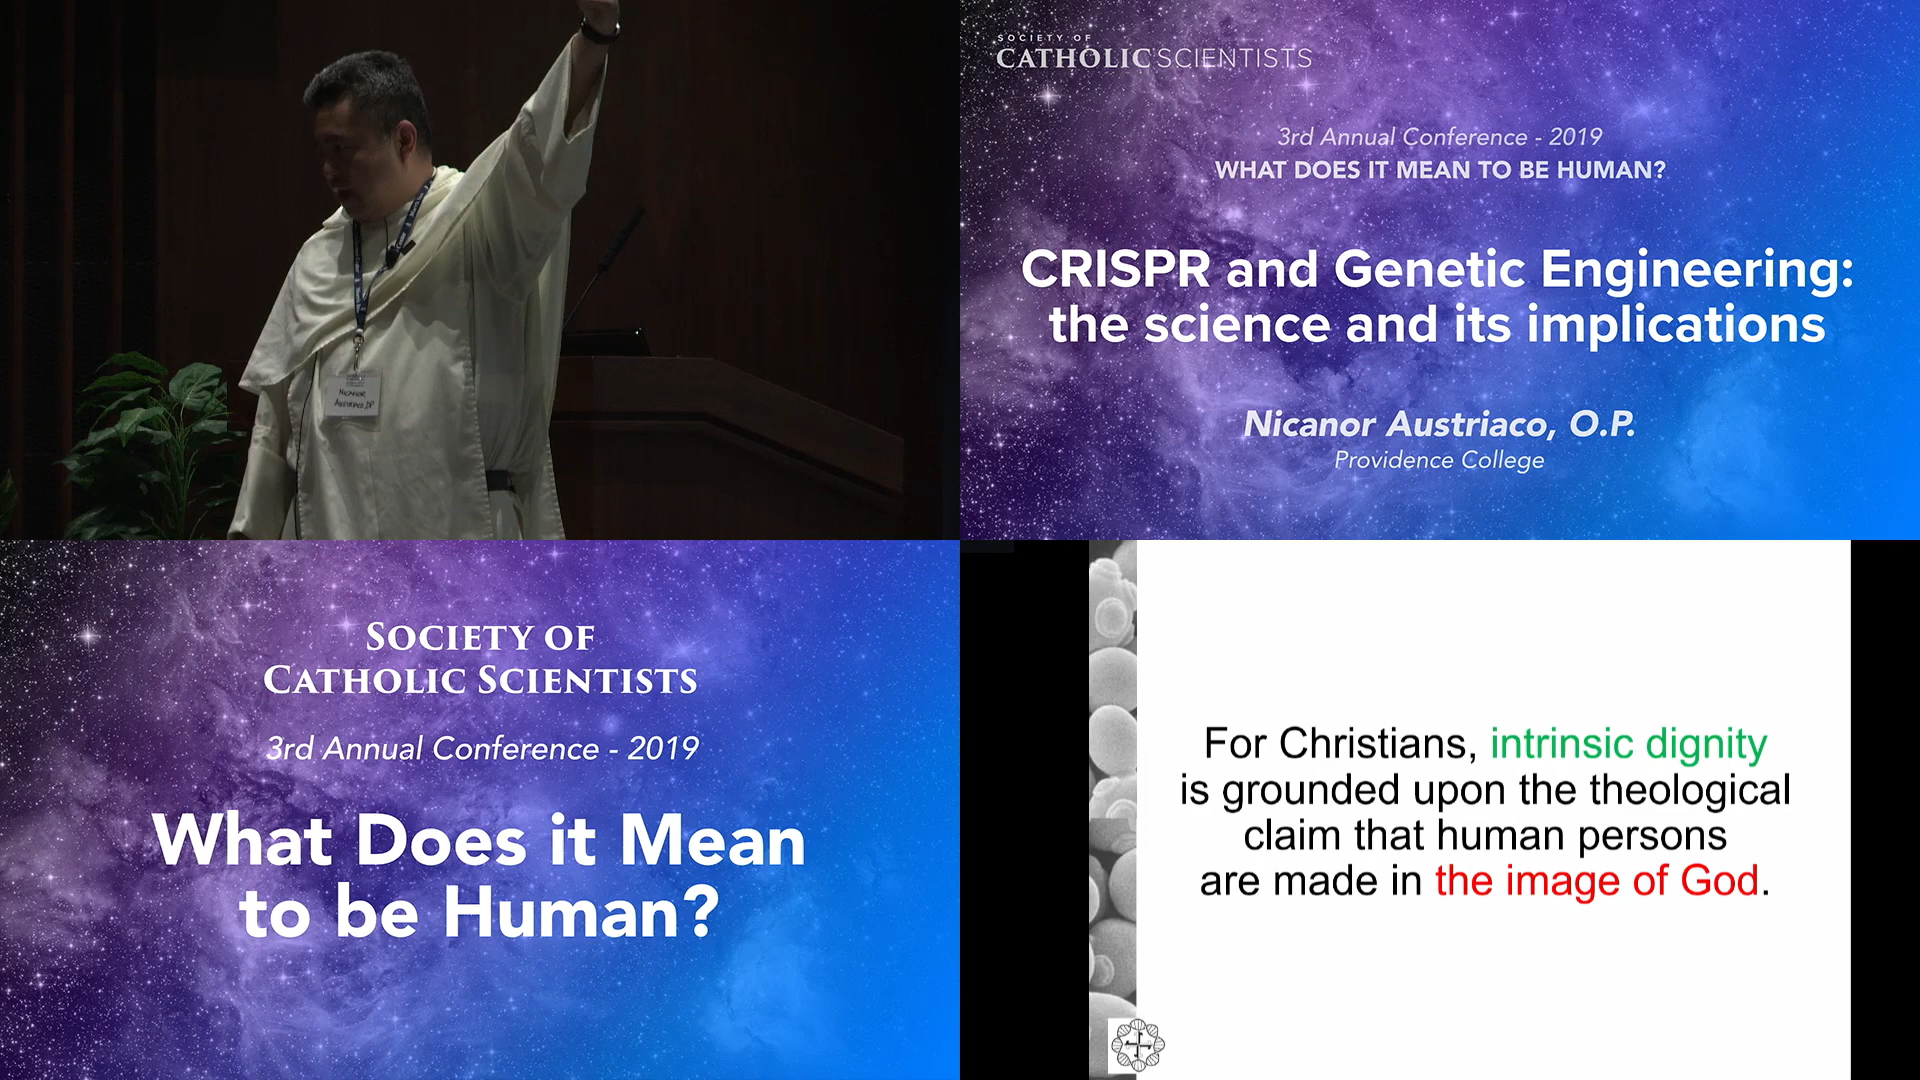 NICANOR
AUSTRIACO, OP
SOCIETY OF
CATHOLIC SCIENTISTS
3rd Annual Conference - 2019
WHAT DOES IT MEAN TO BE HUMAN?
CRISPR and Genetic Engineering:
the science and its implications
Nicanor Austriaco, O.P.
Providence College
SOCIETY OF
CATHOLIC SCIENTISTS
3rd Annual Conference - 2019
What Does it Mean
to be Human?
For Christians, intrinsic dignity
is grounded upon the theological
claim that human persons
are made in the image of God.